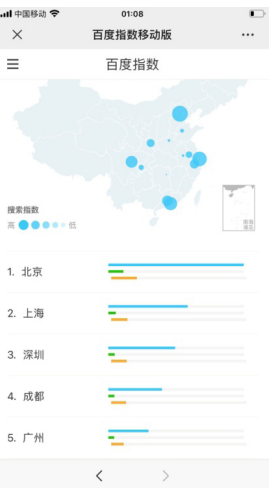 中国移动 01:08
百度指数移动版
百度指数
搜索指数
高 低
1. 北京
2. 上海
3. 深圳
4. 成都
5. 广州